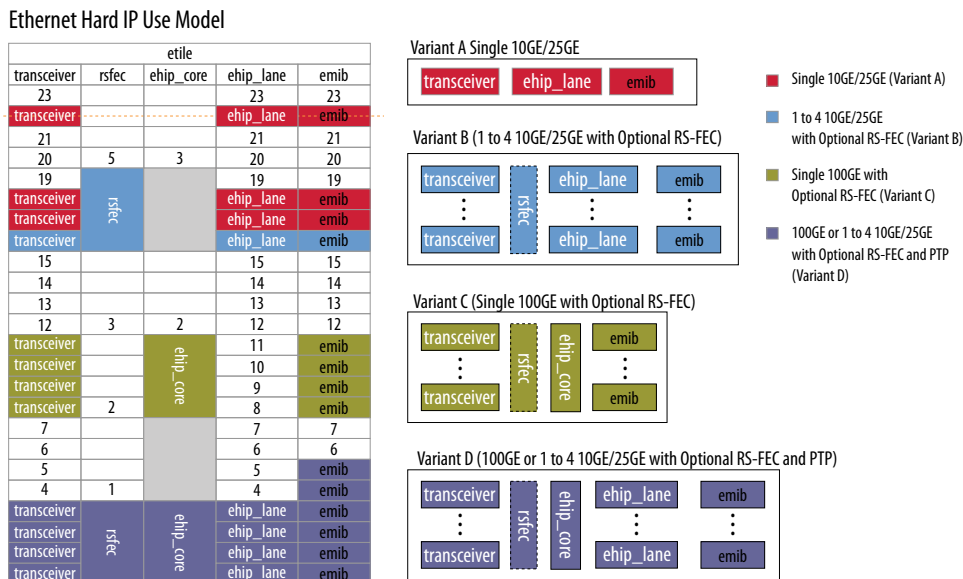 Ethernet Hard IP Use Model
etile
transceiver rsfec ehip_core ehip_lane emib
23 23 23
transceiver ehip_lane emib
21 21 21
20 5 3 20 20
19 19 19
transceiver ehip_lane emib
transceiver ehip_lane emib
transceiver ehip_lane emib
rsfec
15 15 15
14 14 14
13 13 13
12 3 2 12 12
transceiver 11 emib
transceiver 10 emib
transceiver 9 emib
transceiver 2 8 emib
ehip_core
7 7 7
6 6 6
5 5 emib
4 1 4 emib
transceiver ehip_lane emib
transceiver ehip_lane emib
transceiver ehip_lane emib
transceiver ehip_lane emib
rsfec
ehip_core
Variant A Single 10GE/25GE
transceiver ehip_lane emib
Variant B (1 to 4 10GE/25GE with Optional RS-FEC)
transceiver rsfec ehip_lane emib
transceiver ehip_lane emib
Variant C (Single 100GE with Optional RS-FEC)
transceiver rsfec ehip_core emib
transceiver emib
Variant D (100GE or 1 to 4 10GE/25GE with Optional RS-FEC and PTP)
transceiver rsfec ehip_core ehip_lane emib
transceiver ehip_lane emib
Single 10GE/25GE (Variant A)
1 to 4 10GE/25GE
with Optional RS-FEC (Variant B)
Single 100GE with
Optional RS-FEC (Variant C)
100GE or 1 to 4 10GE/25GE
with Optional RS-FEC and PTP
(Variant D)